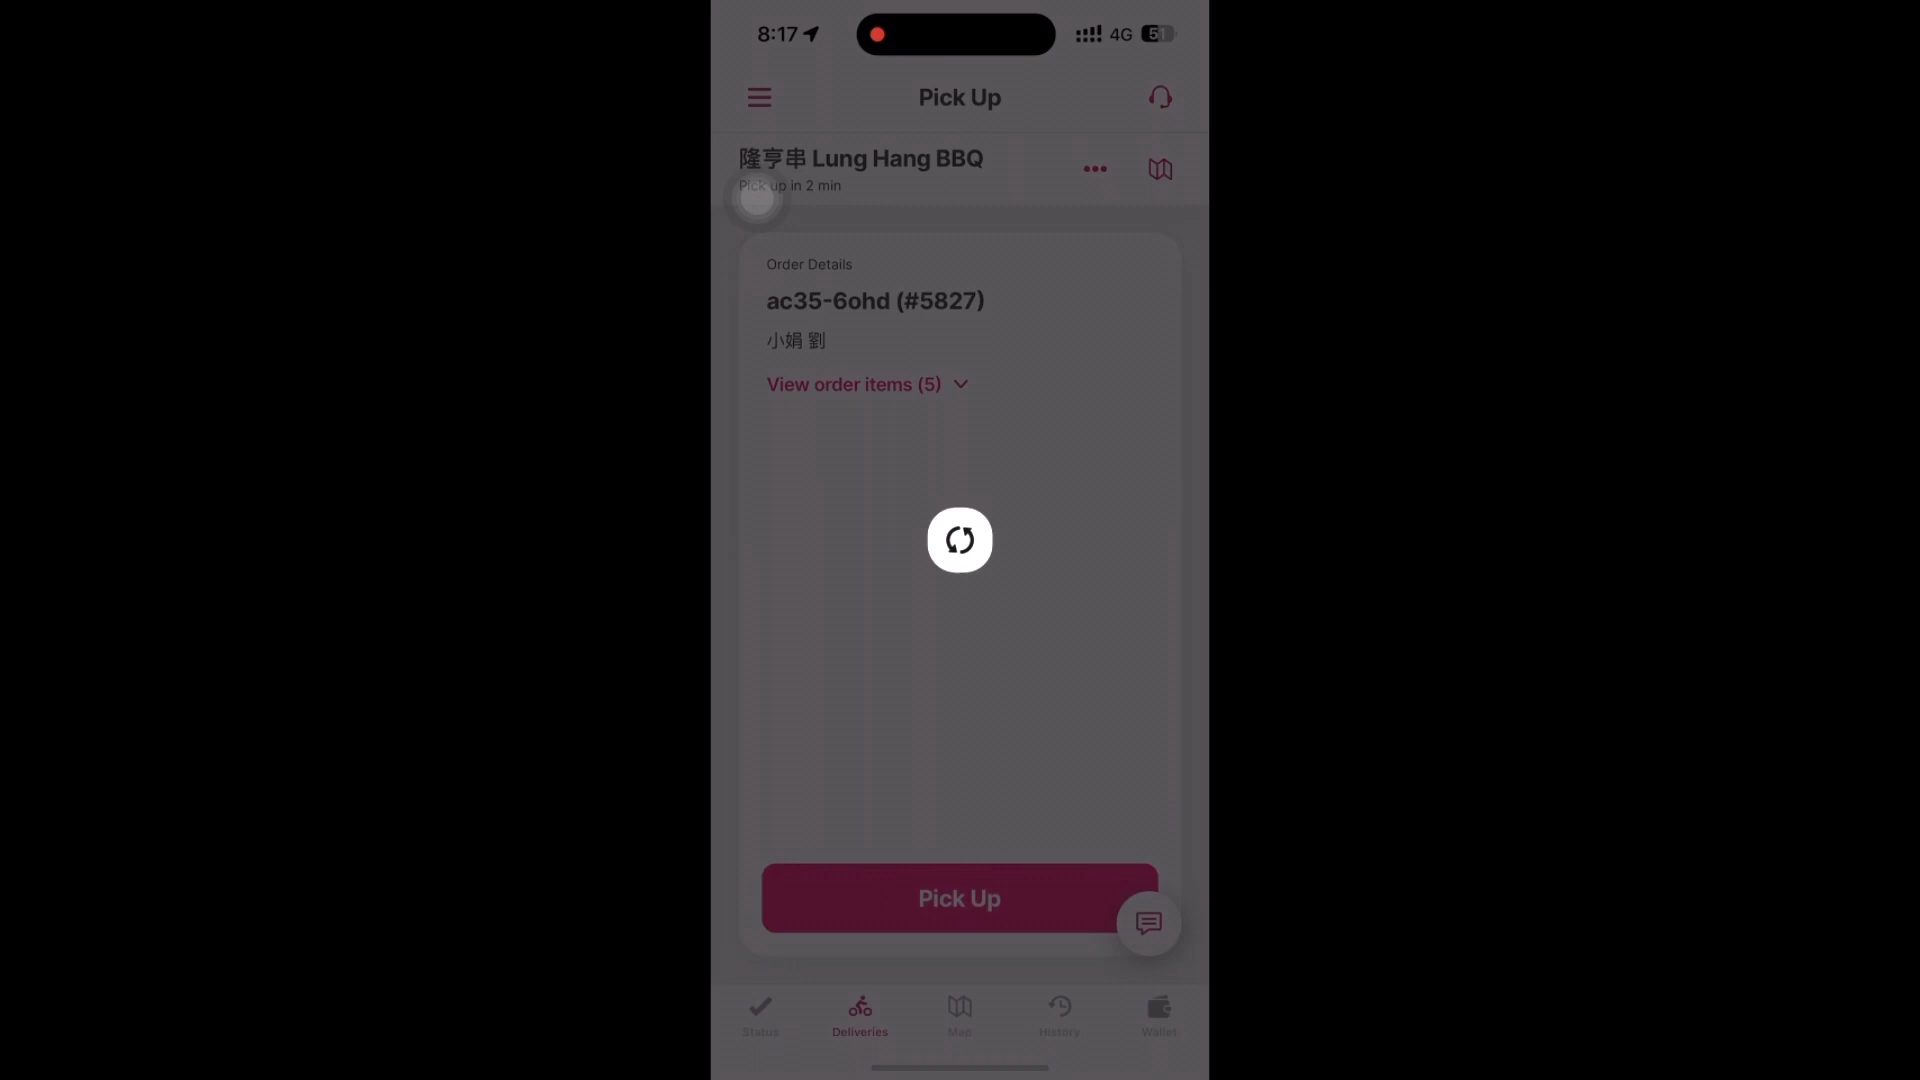 8:17
4G
51
Pick Up
隆亨串 Lung Hang BBQ
Pick up in 2 min
Order Details
ac35-6ohd (#5827)
小娟 劉
View order items (5)
Pick Up
Status
Deliveries
Map
History
Wallet